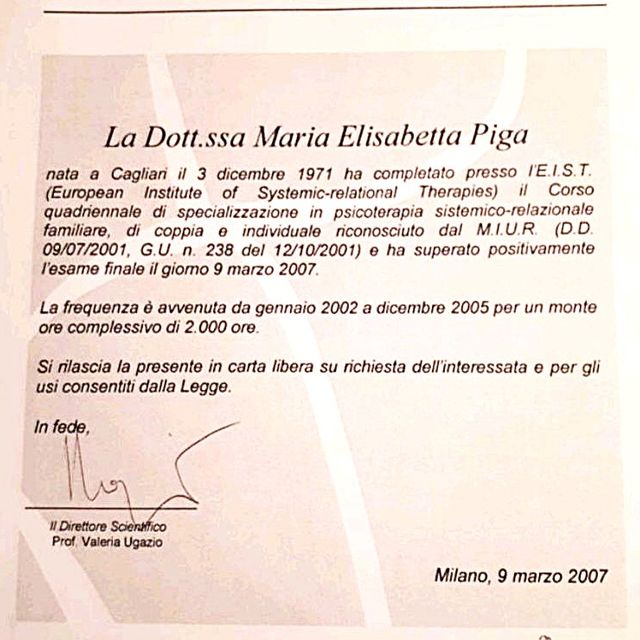 La Dott.ssa Maria Elisabetta Piga
nata a Cagliari il 3 dicembre 1971 ha completato presso l'E.I.S.T.
(European Institute of Systemic-relational Therapies) il Corso
quadriennale di specializzazione in psicoterapia sistemico-relazionale
familiare, di coppia e individuale riconosciuto dal M.I.U.R. (D.D.
09/07/2001, G.U. n. 238 del 12/10/2001) e ha superato positivamente
l'esame finale il giorno 9 marzo 2007.
La frequenza è avvenuta da gennaio 2002 a dicembre 2005 per un monte
ore complessivo di 2.000 ore.
Si rilascia la presente in carta libera su richiesta dell'interessata e per gli
usi consentiti dalla Legge.
In fede,
Il Direttore Scientifico
Prof. Valeria Ugazio
Milano, 9 marzo 2007